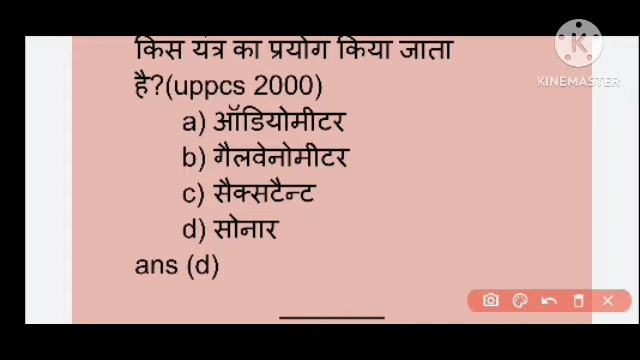 किस यंत्र का प्रयोग किया जाता
है?(uppcs 2000)
a) ऑडियोमीटर
b) गैलवेनोमीटर
c) सैक्सटैन्ट
d) सोनार
ans (d)
K
KINEMASTER